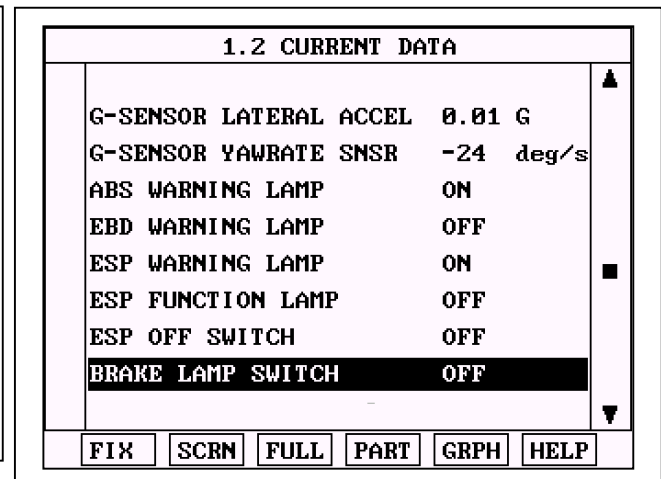 1.2 CURRENT DATA
G-SENSOR LATERAL ACCEL 0.01 G
G-SENSOR YAWRATE SNSR -24 deg/s
ABS WARNING LAMP ON
EBD WARNING LAMP OFF
ESP WARNING LAMP ON
ESP FUNCTION LAMP OFF
ESP OFF SWITCH OFF
BRAKE LAMP SWITCH OFF
FIX SCRN FULL PART GRPH HELP